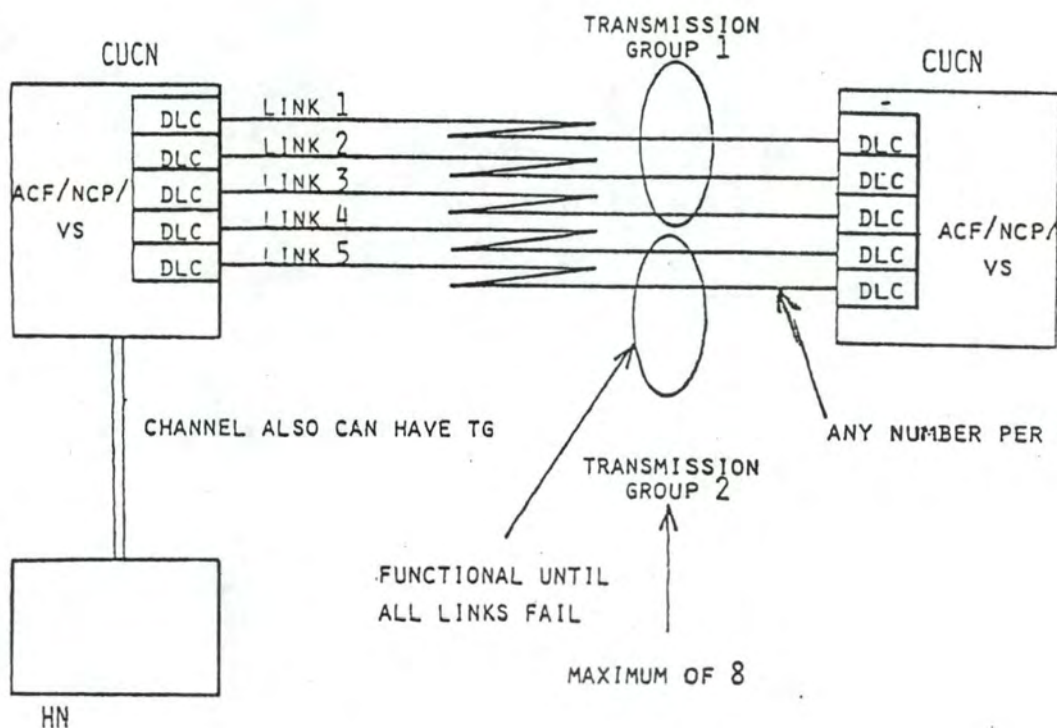 TRANSMISSION
GROUP 1
CUCN
CUCN
DLC
LINK 1
DLC
LINK 2
DLC
LINK 3
DLC
LINK 4
DLC
LINK 5
ACF/NCP/
VS
DLC
DLC
DLC
DLC
DLC
ACF/NCP/
VS
CHANNEL ALSO CAN HAVE TG
ANY NUMBER PER
TRANSMISSION
GROUP 2
FUNCTIONAL UNTIL
ALL LINKS FAIL
MAXIMUM OF 8
HN